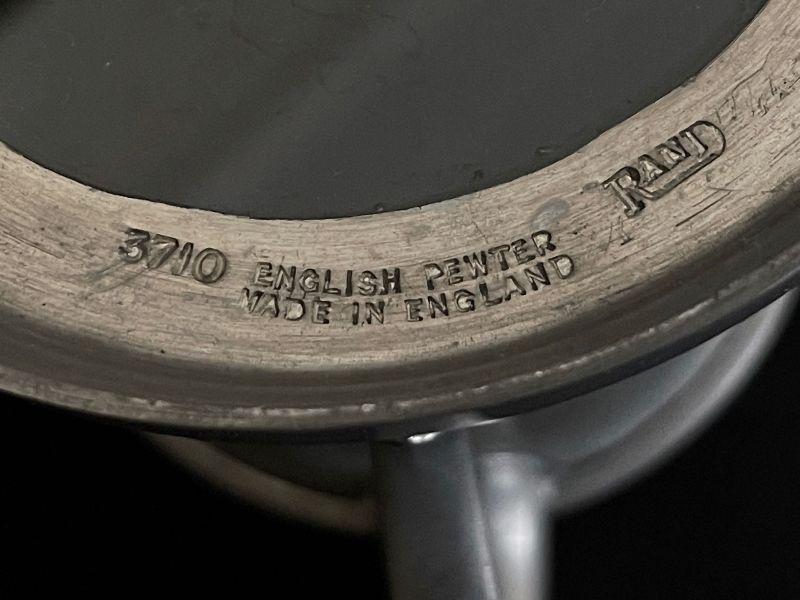 3710
ENGLISH PEWTER
MADE IN ENGLAND
RAND